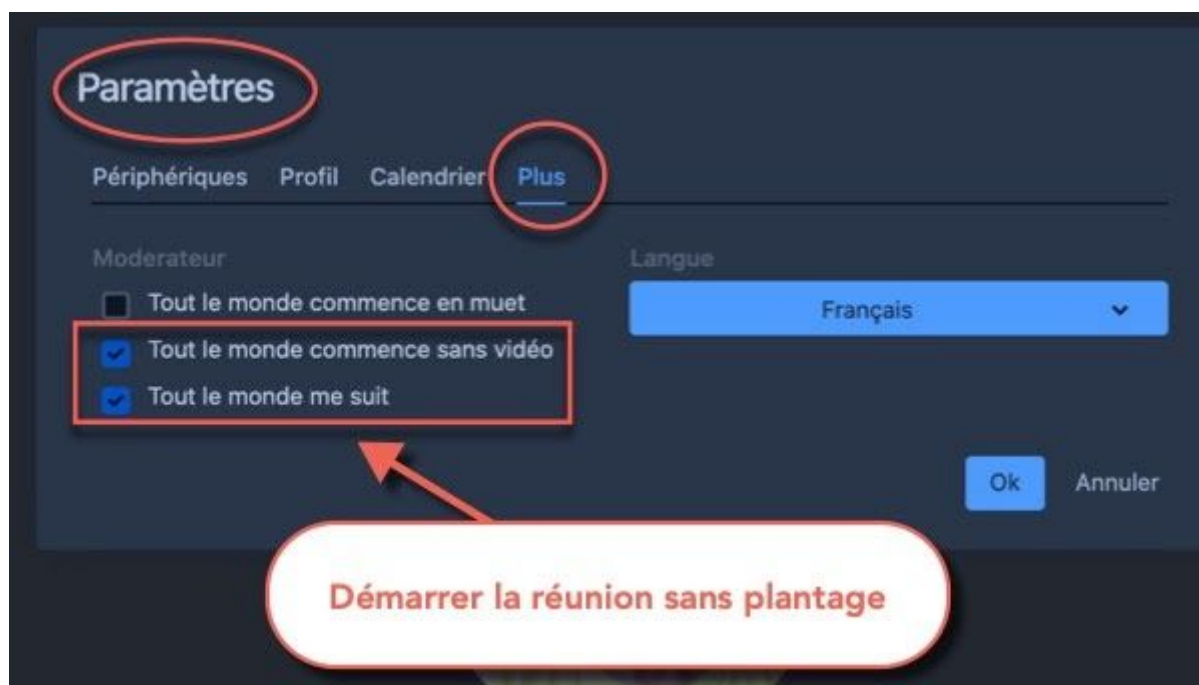 Paramètres
Périphériques Profil Calendrier Plus
Moderateur
Tout le monde commence en muet
Tout le monde commence sans vidéo
Tout le monde me suit
Langue
Français
Ok Annuler
Démarrer la réunion sans plantage